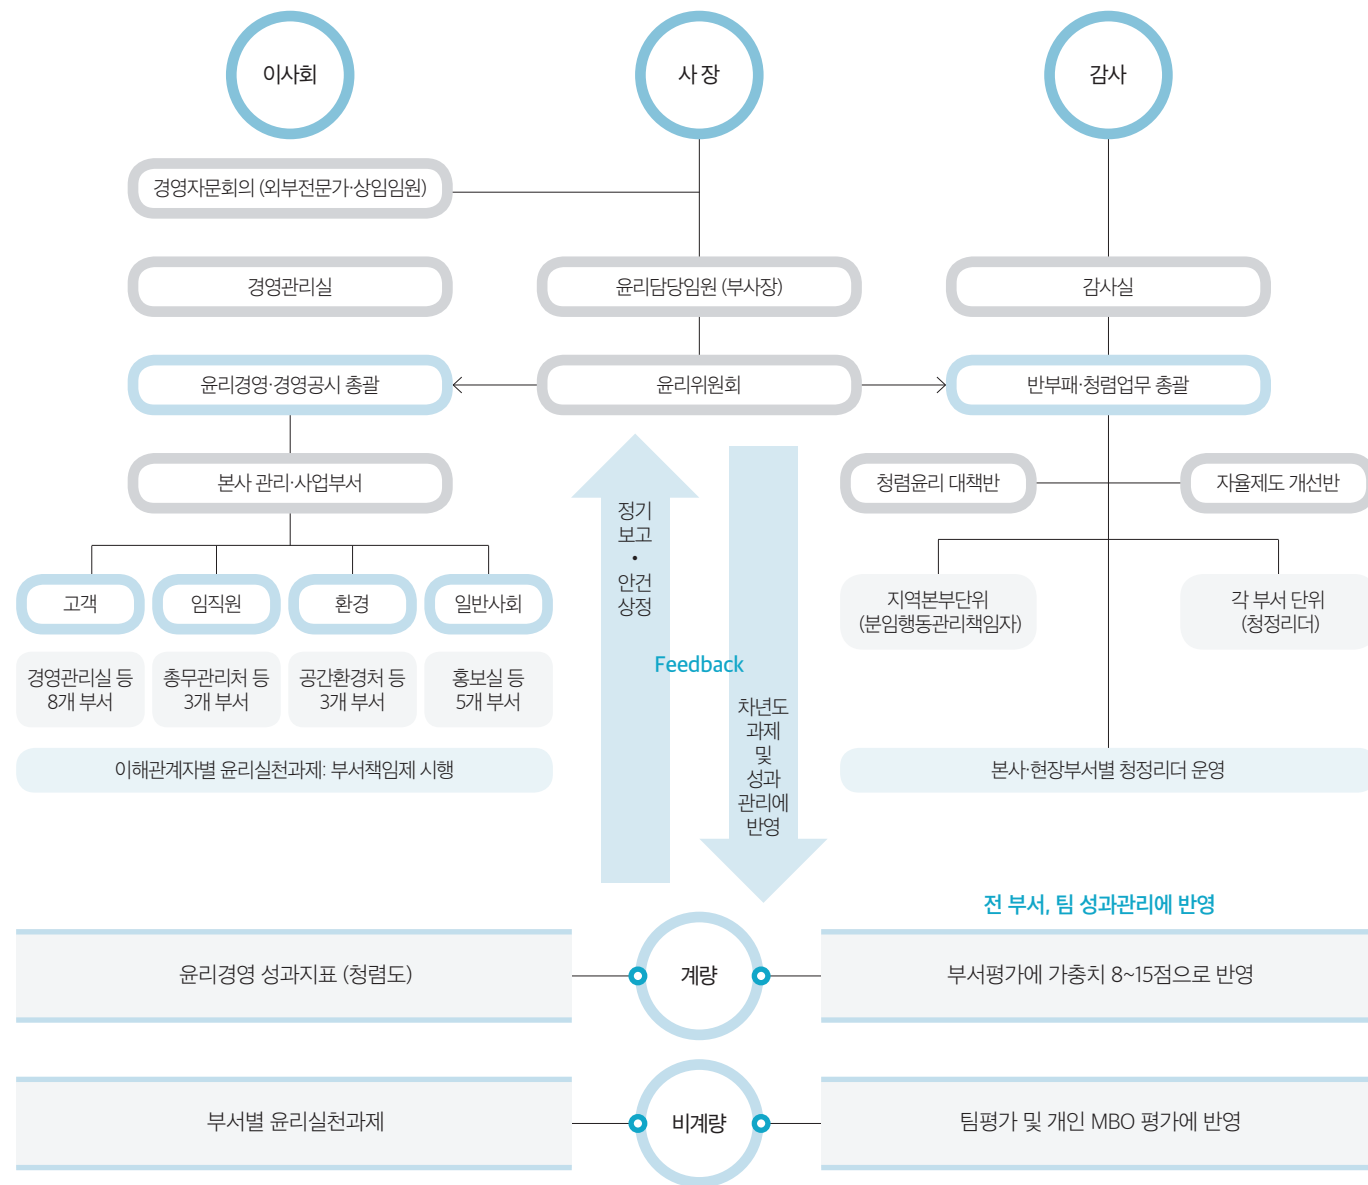 이사회
사 장
감사
경영자문회의 (외부전문가·상임임원)
경영관리실
윤리담당임원 (부사장)
감사실
윤리경영·경영공시 총괄
윤리위원회
반부패·청렴업무 총괄
본사 관리·사업부서
청렴윤리 대책반
자율제도 개선반
정기
보고
•
안건
상정
고객
임직원
환경
일반사회
지역본부단위
(분임행동관리책임자)
각 부서 단위
(청정리더)
경영관리실 등
8개 부서
총무관리처 등
3개 부서
공간환경처 등
3개 부서
홍보실 등
5개 부서
Feedback
차년도
과제
및
성과
관리에
반영
이해관계자별 윤리실천과제: 부서책임제 시행
본사·현장부서별 청정리더 운영
전 부서, 팀 성과관리에 반영
윤리경영 성과지표 (청렴도)
계량
부서평가에 가중치 8~15점으로 반영
부서별 윤리실천과제
비계량
팀평가 및 개인 MBO 평가에 반영